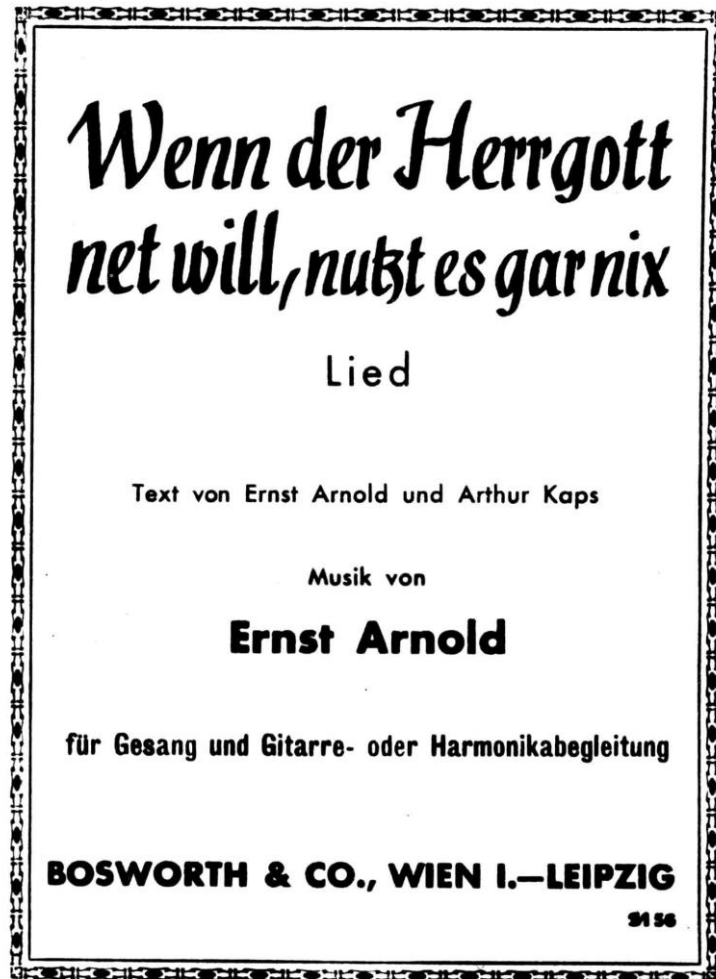 Wenn der Herrgott
net will, nutzt es gar nix
Lied
Text von Ernst Arnold und Arthur Kaps
Musik von
Ernst Arnold
für Gesang und Gitarre- oder Harmonikabegleitung
BOSWORTH & CO., WIEN I.—LEIPZIG